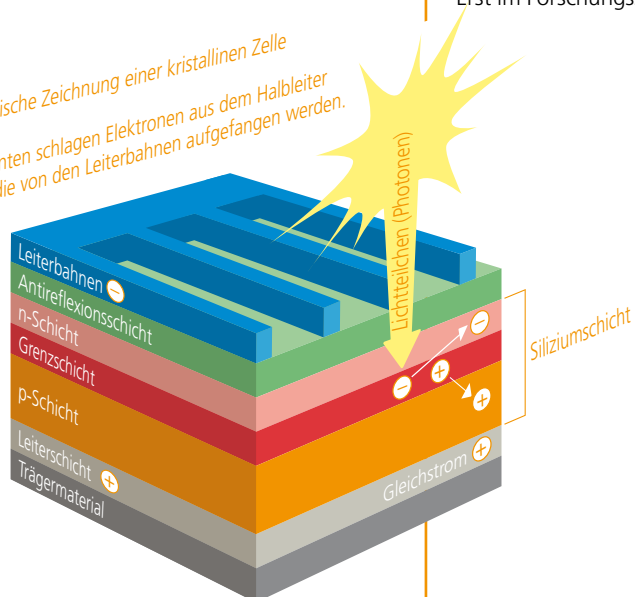 Erst im Forschungs
ische Zeichnung einer kristallinen Zelle
nten schlagen Elektronen aus dem Halbleiter
die von den Leiterbahnen aufgefangen werden.
Lichtteilchen (Photonen)
Leiterbahnen −
Antireflexionsschicht
n-Schicht
Grenzschicht
p-Schicht
Leiterschicht +
Trägermaterial
−
− +
+
Siliziumschicht
Gleichstrom +